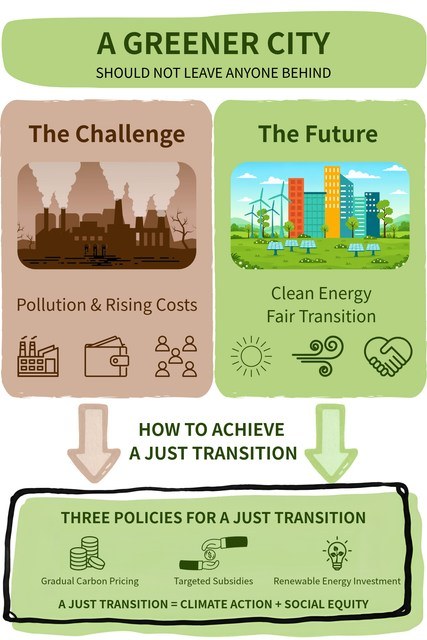 A GREENER CITY
SHOULD NOT LEAVE ANYONE BEHIND
The Challenge
Pollution & Rising Costs
The Future
Clean Energy
Fair Transition
HOW TO ACHIEVE
A JUST TRANSITION
THREE POLICIES FOR A JUST TRANSITION
Gradual Carbon Pricing
Targeted Subsidies
Renewable Energy Investment
A JUST TRANSITION = CLIMATE ACTION + SOCIAL EQUITY